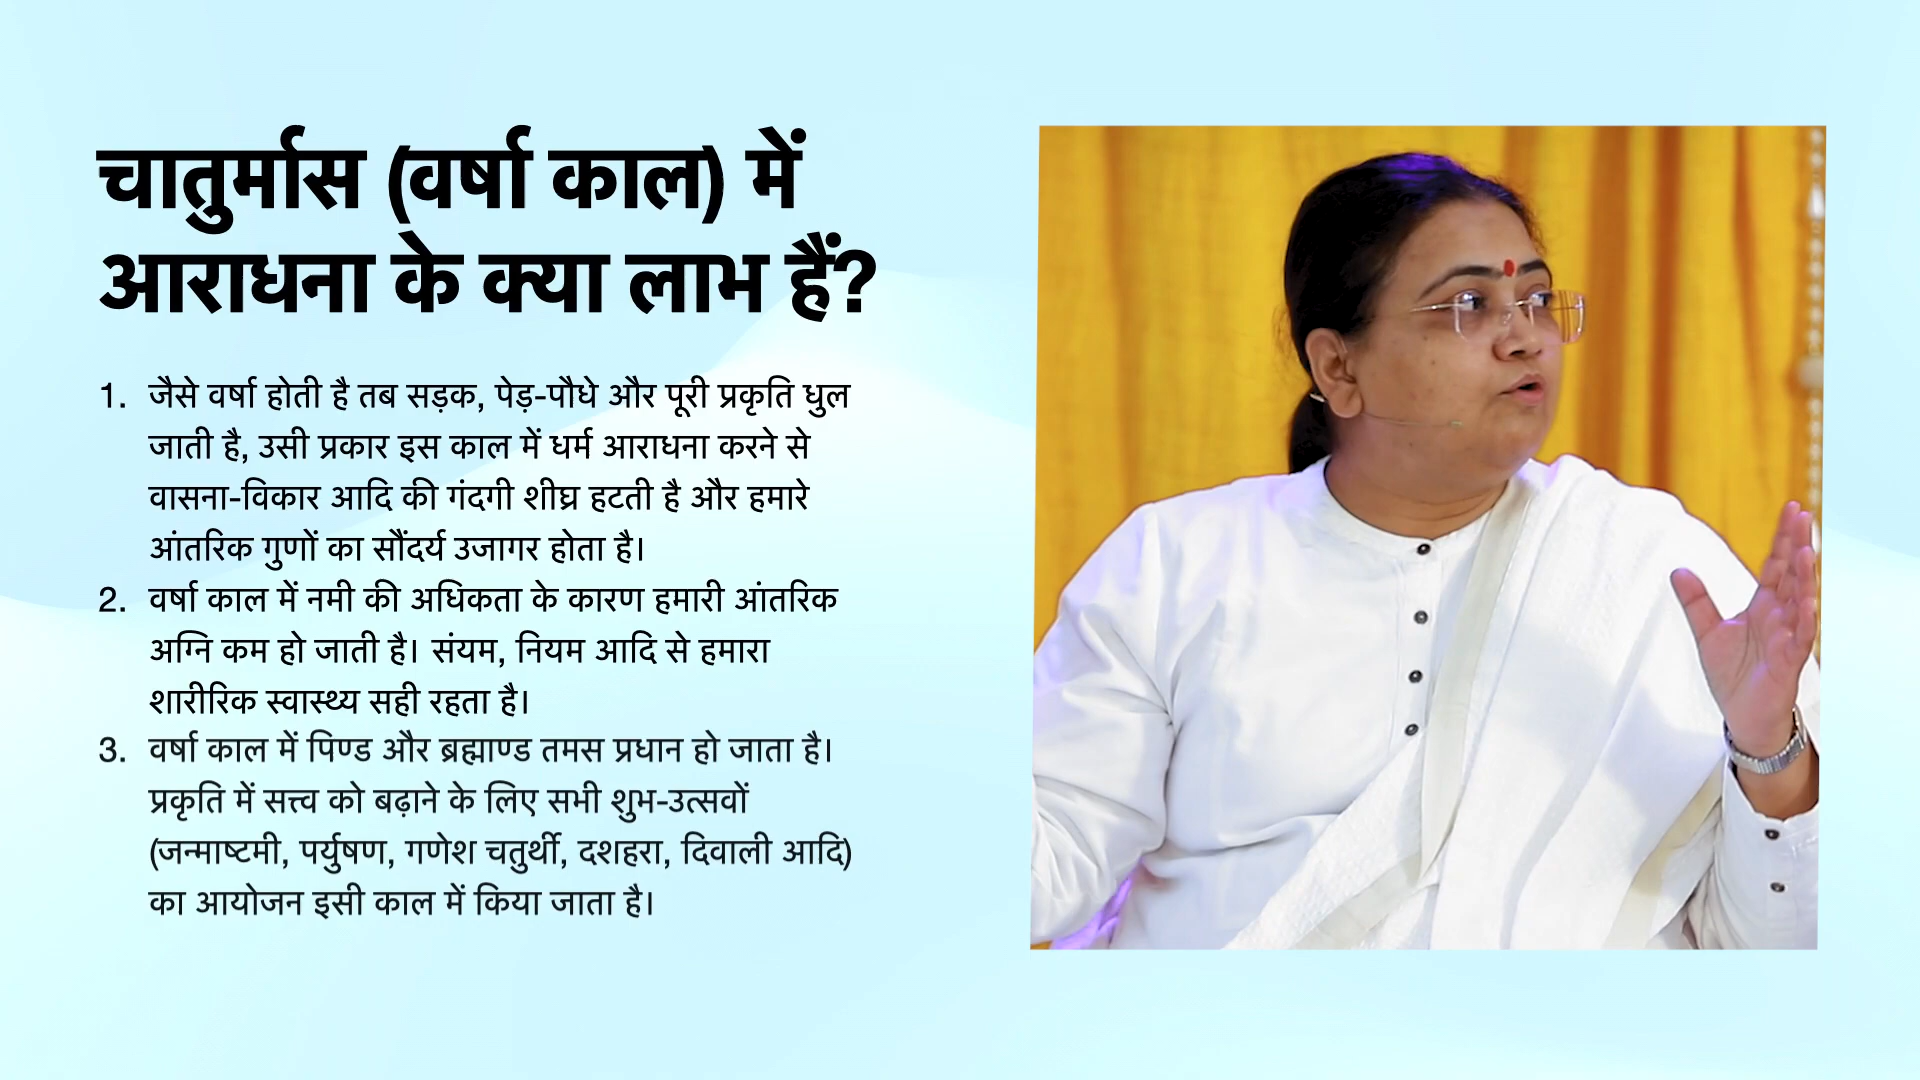 चातुर्मास (वर्षा काल) में
आराधना के क्या लाभ हैं?
1. जैसे वर्षा होती है तब सड़क, पेड़-पौधे और पूरी प्रकृति धुल
जाती है, उसी प्रकार इस काल में धर्म आराधना करने से
वासना-विकार आदि की गंदगी शीघ्र हटती है और हमारे
आंतरिक गुणों का सौंदर्य उजागर होता है।
2. वर्षा काल में नमी की अधिकता के कारण हमारी आंतरिक
अग्नि कम हो जाती है। संयम, नियम आदि से हमारा
शारीरिक स्वास्थ्य सही रहता है।
3. वर्षा काल में पिण्ड और ब्रह्माण्ड तमस प्रधान हो जाता है।
प्रकृति में सत्त्व को बढ़ाने के लिए सभी शुभ-उत्सवों
(जन्माष्टमी, पर्युषण, गणेश चतुर्थी, दशहरा, दिवाली आदि)
का आयोजन इसी काल में किया जाता है।